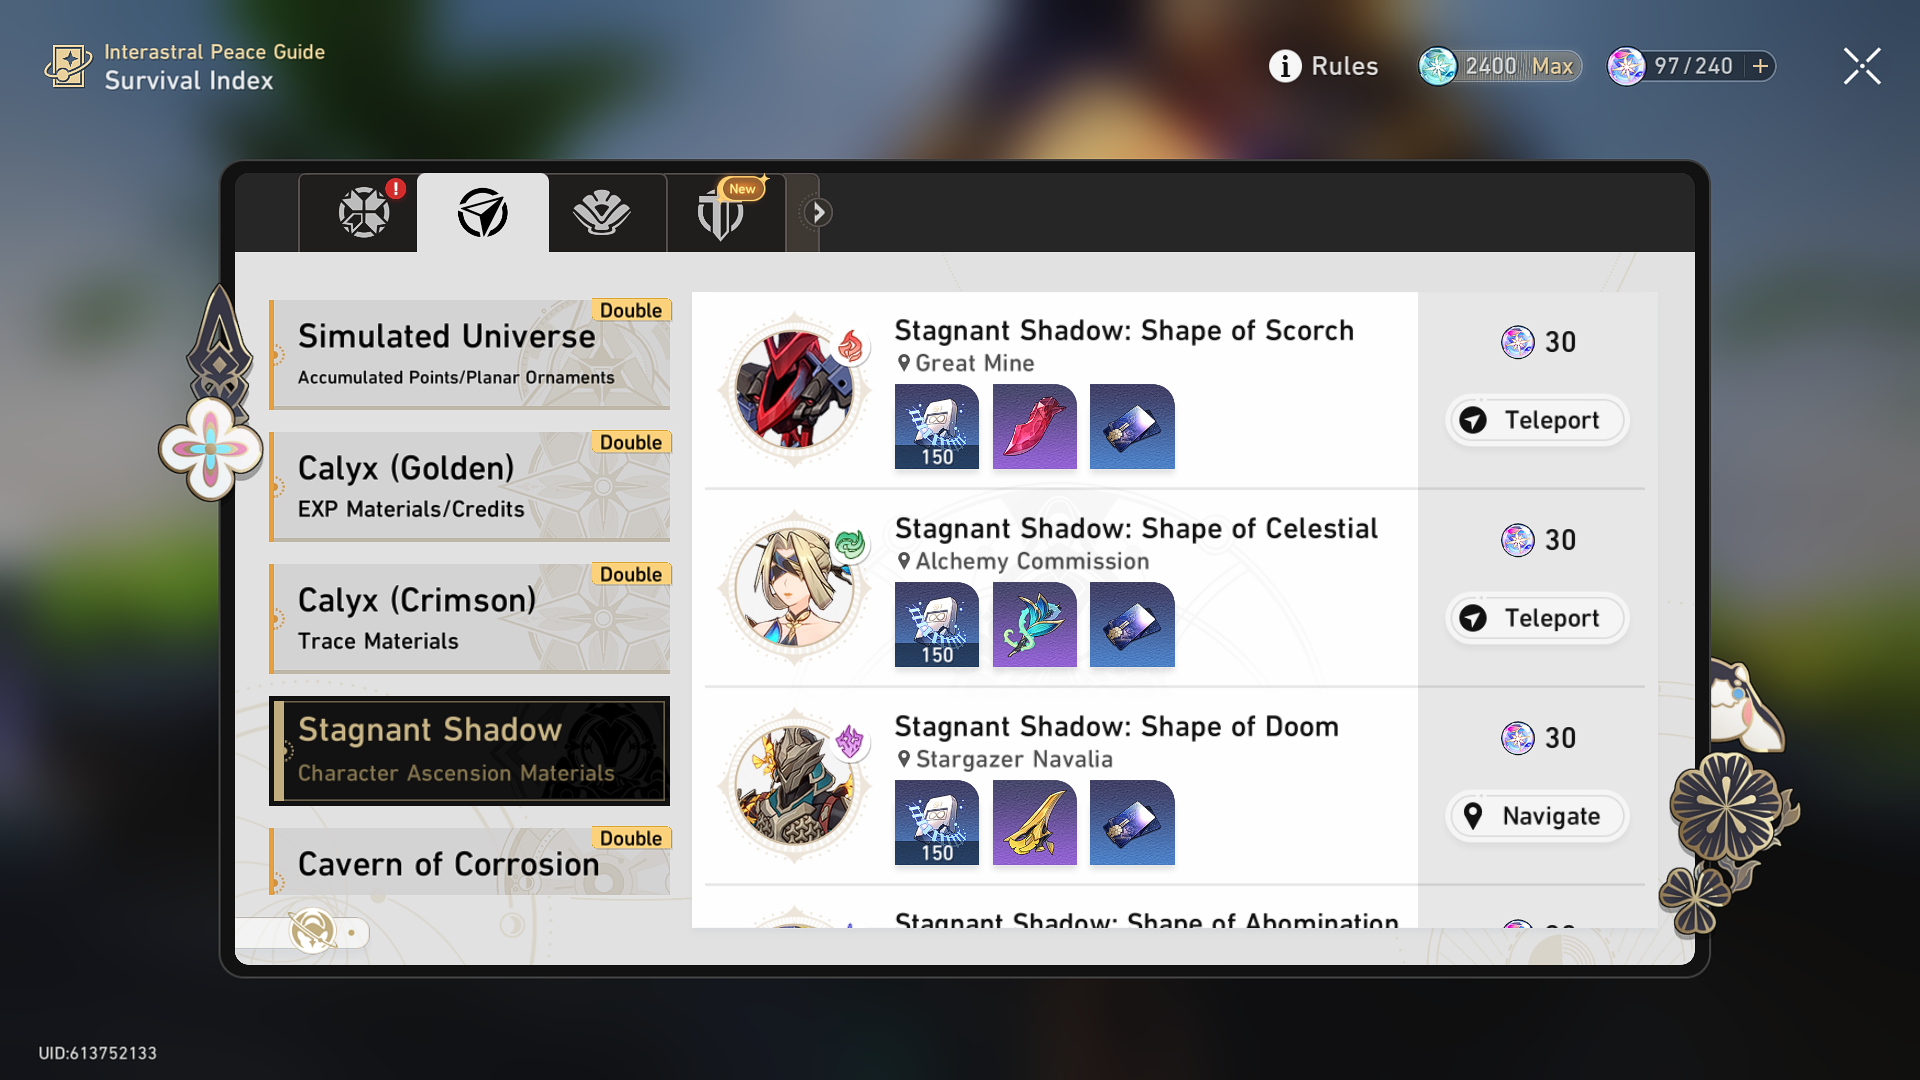 Interastral Peace Guide
Survival Index
Rules
2400 Max
97/240
New
Double
Simulated Universe
Accumulated Points/Planar Ornaments
Double
Calyx (Golden)
EXP Materials/Credits
Double
Calyx (Crimson)
Trace Materials
Stagnant Shadow
Character Ascension Materials
Double
Cavern of Corrosion
Stagnant Shadow: Shape of Scorch
Great Mine
150
30
Teleport
Stagnant Shadow: Shape of Celestial
Alchemy Commission
150
30
Teleport
Stagnant Shadow: Shape of Doom
Stargazer Navalia
150
30
Navigate
Stagnant Shadow: Shape of Abomination
UID:613752133